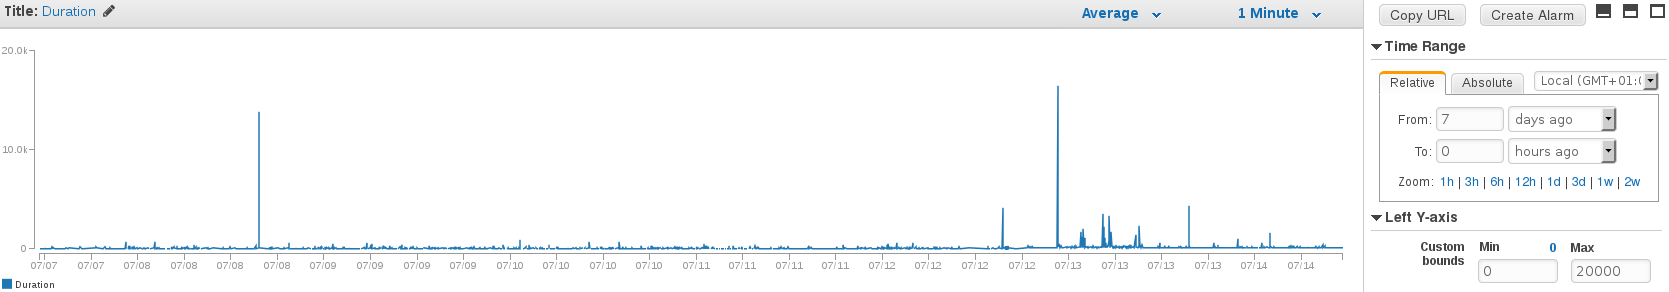 Title: Duration
Average
1 Minute
Copy URL
Create Alarm
20.0k
10.0k
0
07/07 07/07 07/08 07/08 07/08 07/09 07/09 07/09 07/09 07/10 07/10 07/10 07/10 07/11 07/11 07/11 07/11 07/12 07/12 07/12 07/12 07/13 07/13 07/13 07/13 07/14 07/14
Duration
Time Range
Relative
Absolute
Local (GMT+01:
From: 7 days ago
To: 0 hours ago
Zoom: 1h | 3h | 6h | 12h | 1d | 3d | 1w | 2w
Left Y-axis
Custom bounds
Min 0 Max
0 20000